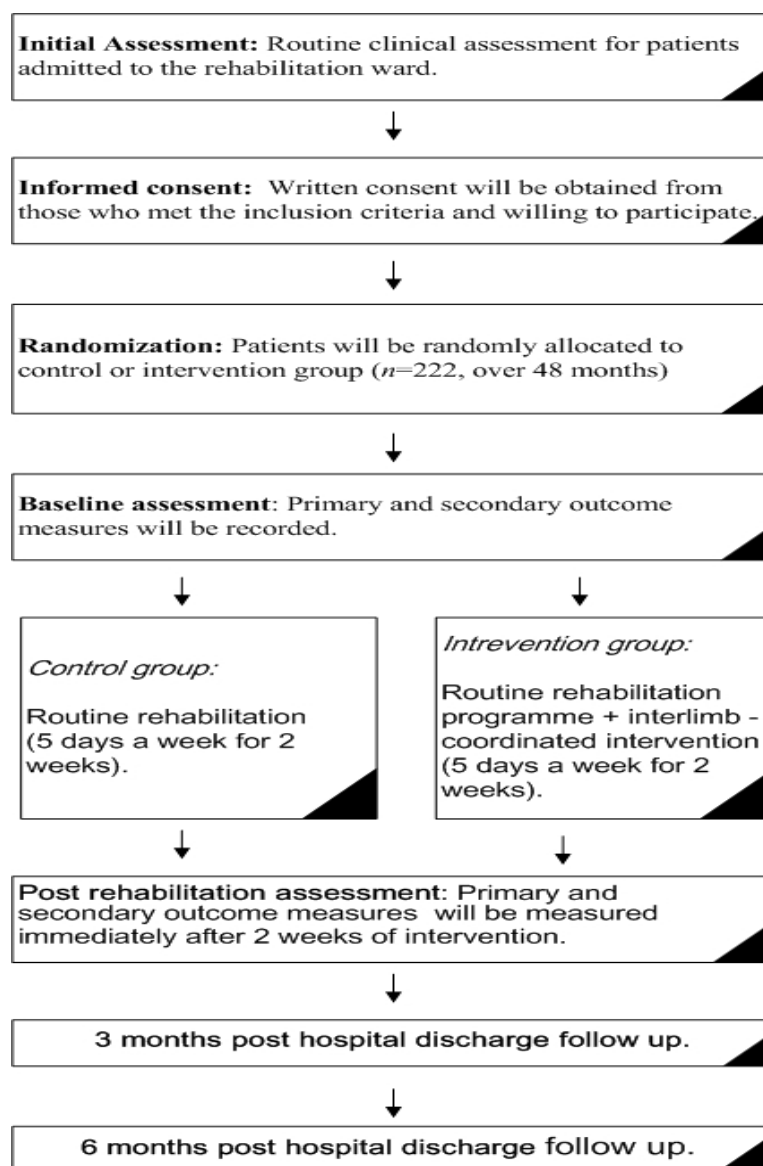 Initial Assessment: Routine clinical assessment for patients
admitted to the rehabilitation ward.
Informed consent: Written consent will be obtained from
those who met the inclusion criteria and willing to participate.
Randomization: Patients will be randomly allocated to
control or intervention group (n=222, over 48 months)
Baseline assessment: Primary and secondary outcome
measures will be recorded.
Control group:
Routine rehabilitation
(5 days a week for 2
weeks).
Intrevention group:
Routine rehabilitation
programme + interlimb -
coordinated intervention
(5 days a week for 2
weeks).
Post rehabilitation assessment: Primary and
secondary outcome measures will be measured
immediately after 2 weeks of intervention.
3 months post hospital discharge follow up.
6 months post hospital discharge follow up.